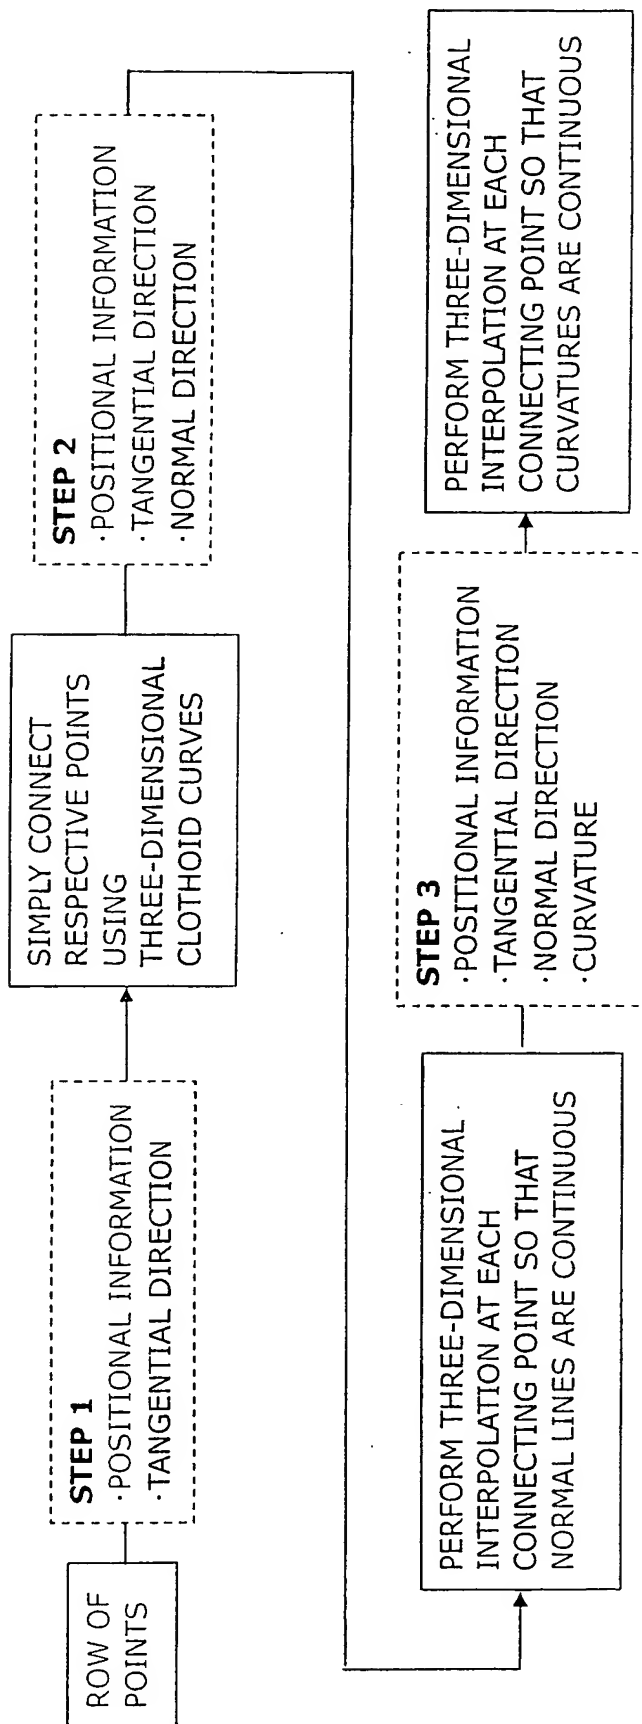 ROW OF
POINTS
STEP 1
·POSITIONAL INFORMATION
·TANGENTIAL DIRECTION
SIMPLY CONNECT
RESPECTIVE POINTS
USING
THREE-DIMENSIONAL
CLOTHOID CURVES
STEP 2
·POSITIONAL INFORMATION
·TANGENTIAL DIRECTION
·NORMAL DIRECTION
PERFORM THREE-DIMENSIONAL
INTERPOLATION AT EACH
CONNECTING POINT SO THAT
NORMAL LINES ARE CONTINUOUS
STEP 3
·POSITIONAL INFORMATION
·TANGENTIAL DIRECTION
·NORMAL DIRECTION
·CURVATURE
PERFORM THREE-DIMENSIONAL
INTERPOLATION AT EACH
CONNECTING POINT SO THAT
CURVATURES ARE CONTINUOUS